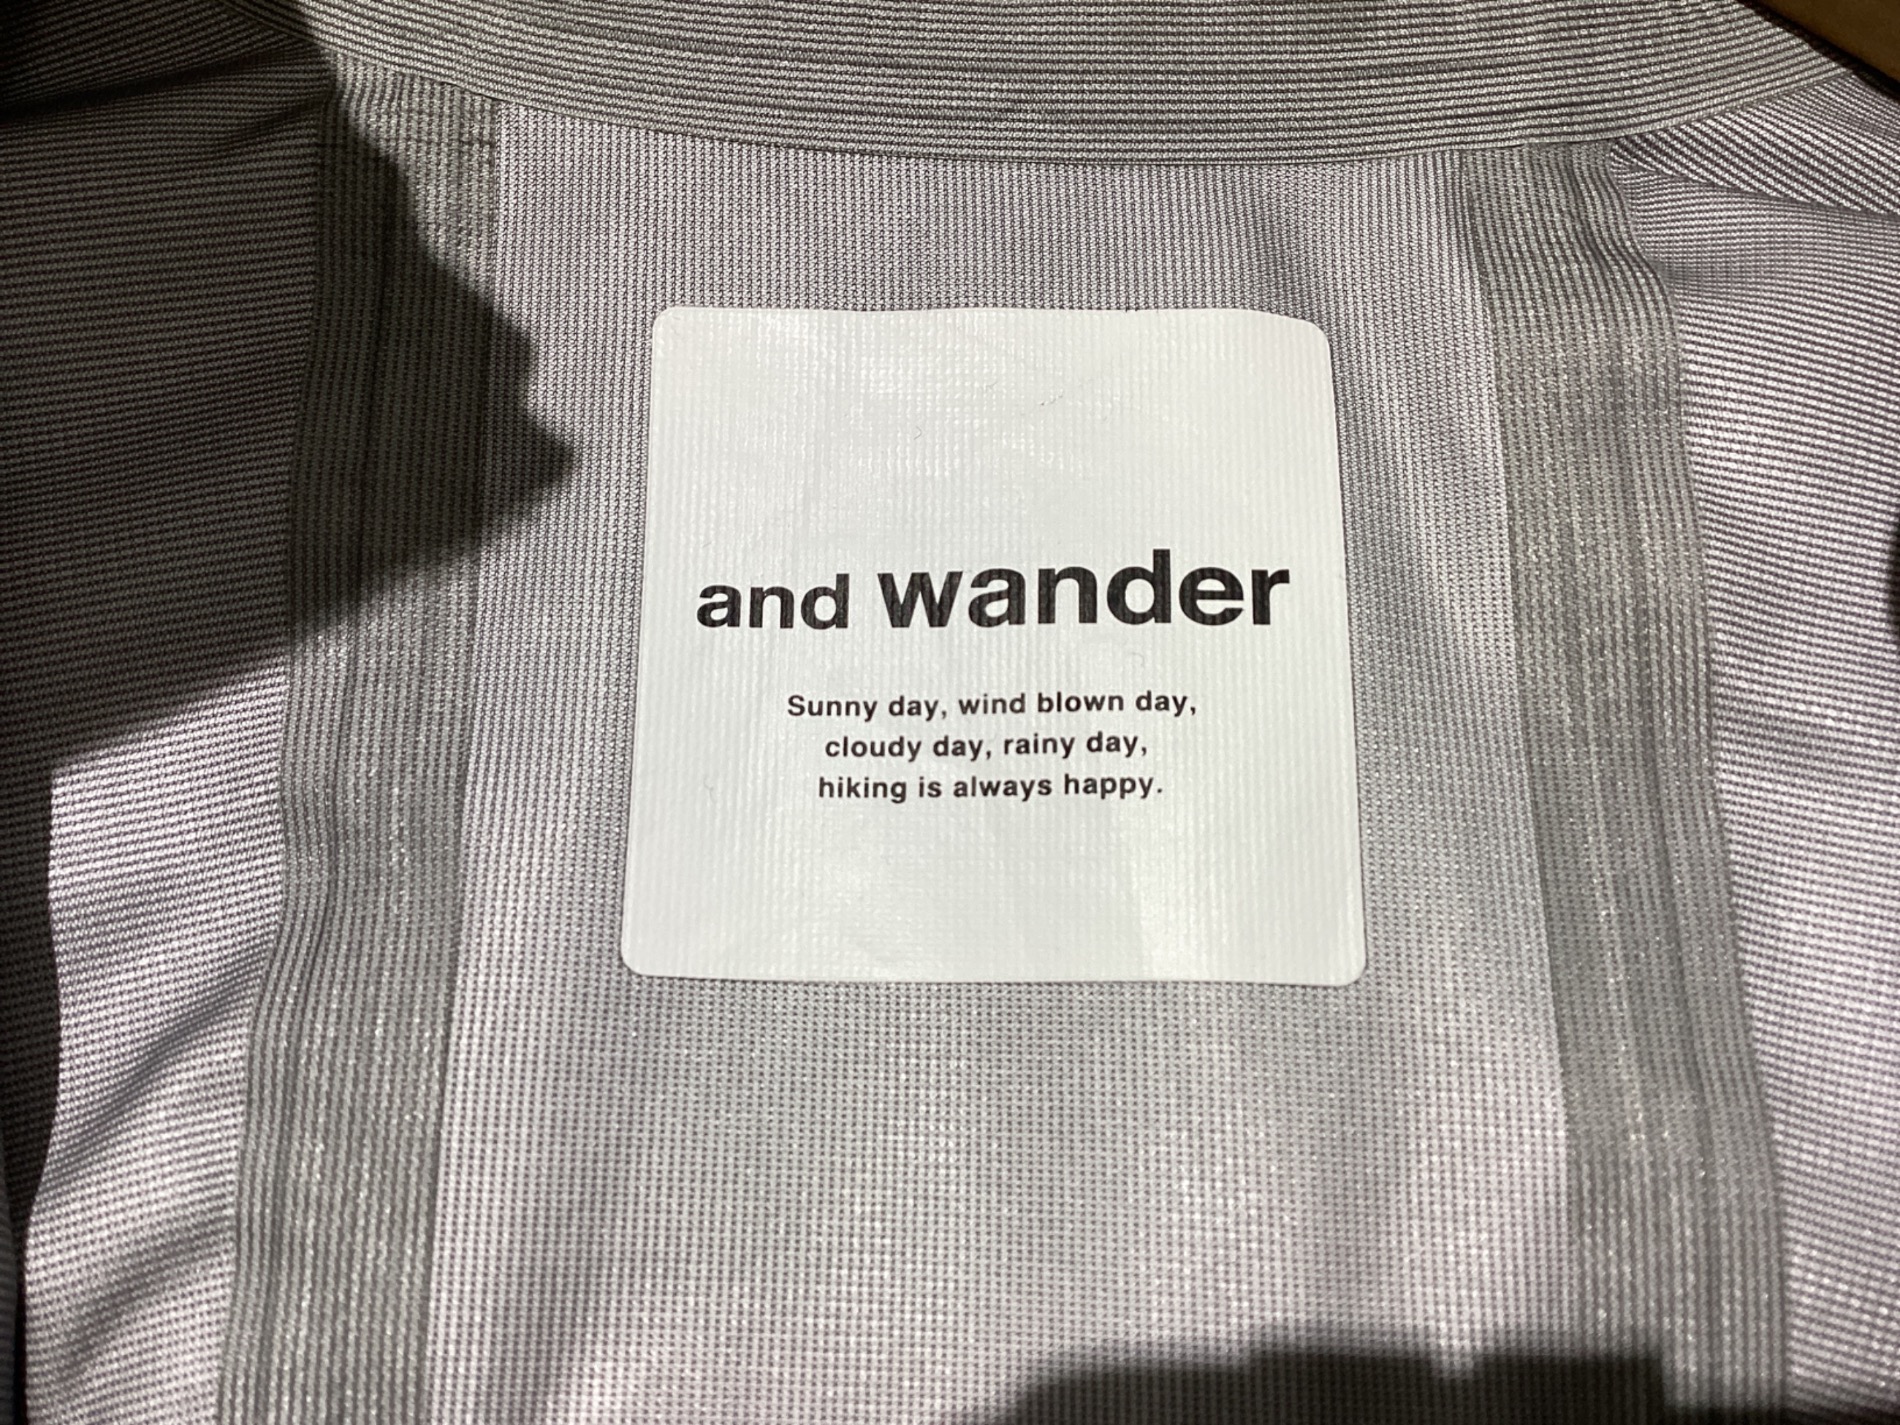 and wander
Sunny day, wind blown day,
cloudy day, rainy day,
hiking is always happy.